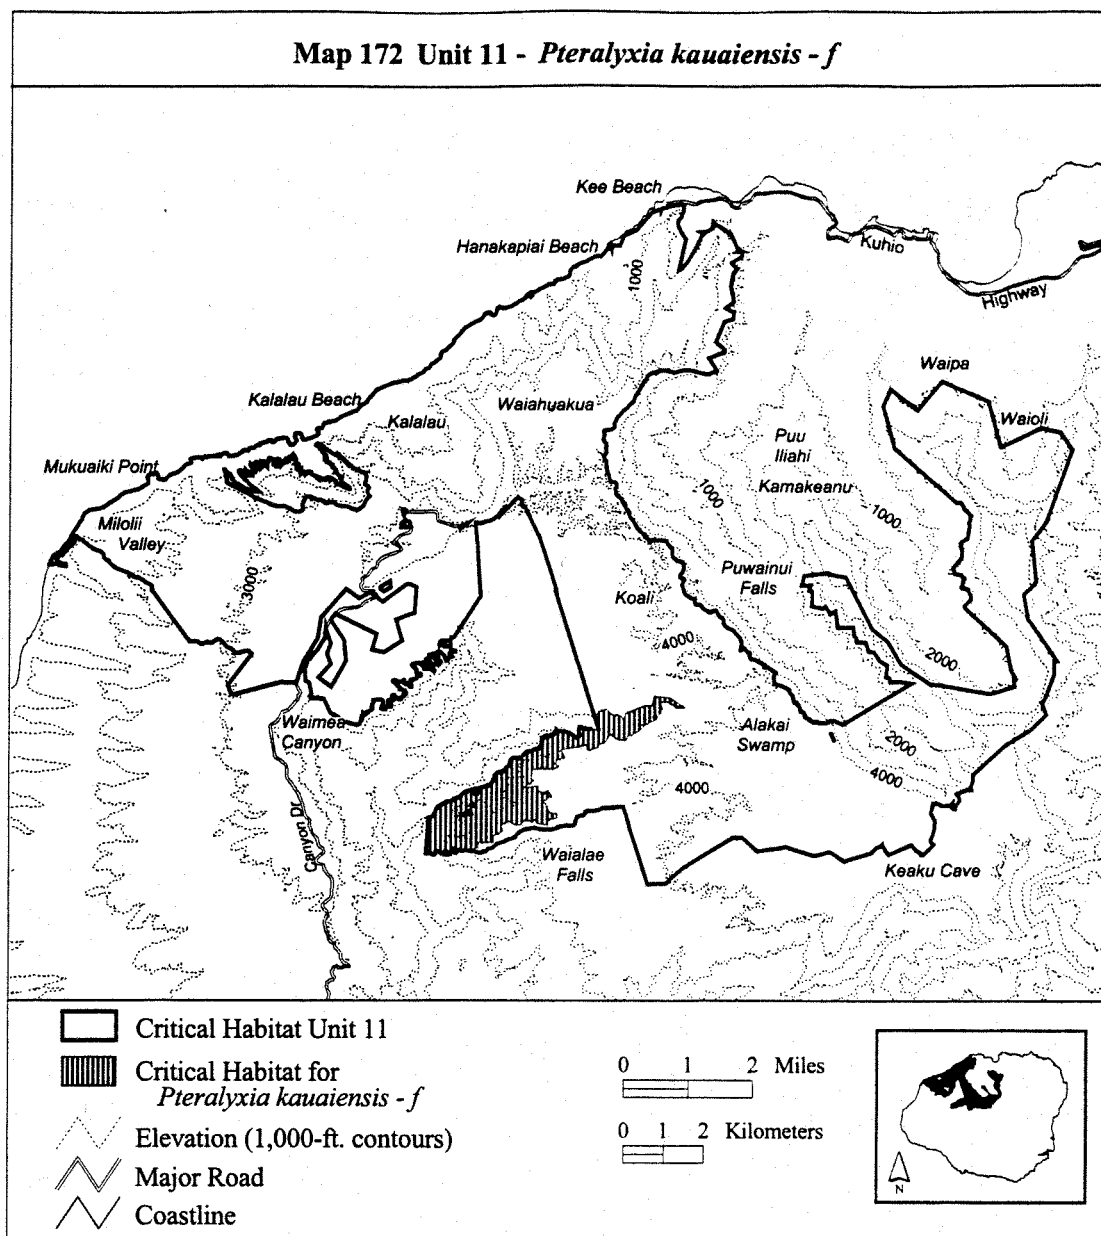 Map 172 Unit 11 - Pteralyxia kauaiensis - f
Kee Beach
Hanakapiai Beach
Kuhio
Highway
1000
Waipa
Kalalau Beach
Waiahuakua
Kalalau
Waioli
Puu
Iliahi
Mukuaiki Point
Kamakeanu
1000
1000
Milolii
Valley
3000
Puwainui
Falls
Koali
4000
2000
Waimea
Canyon
Alakai
Swamp
2000
4000
4000
Canyon Dr
Waialae
Falls
Keaku Cave
Critical Habitat Unit 11
Critical Habitat for
Pteralyxia kauaiensis - f
Elevation (1,000-ft. contours)
Major Road
Coastline
0 1 2 Miles
0 1 2 Kilometers
N